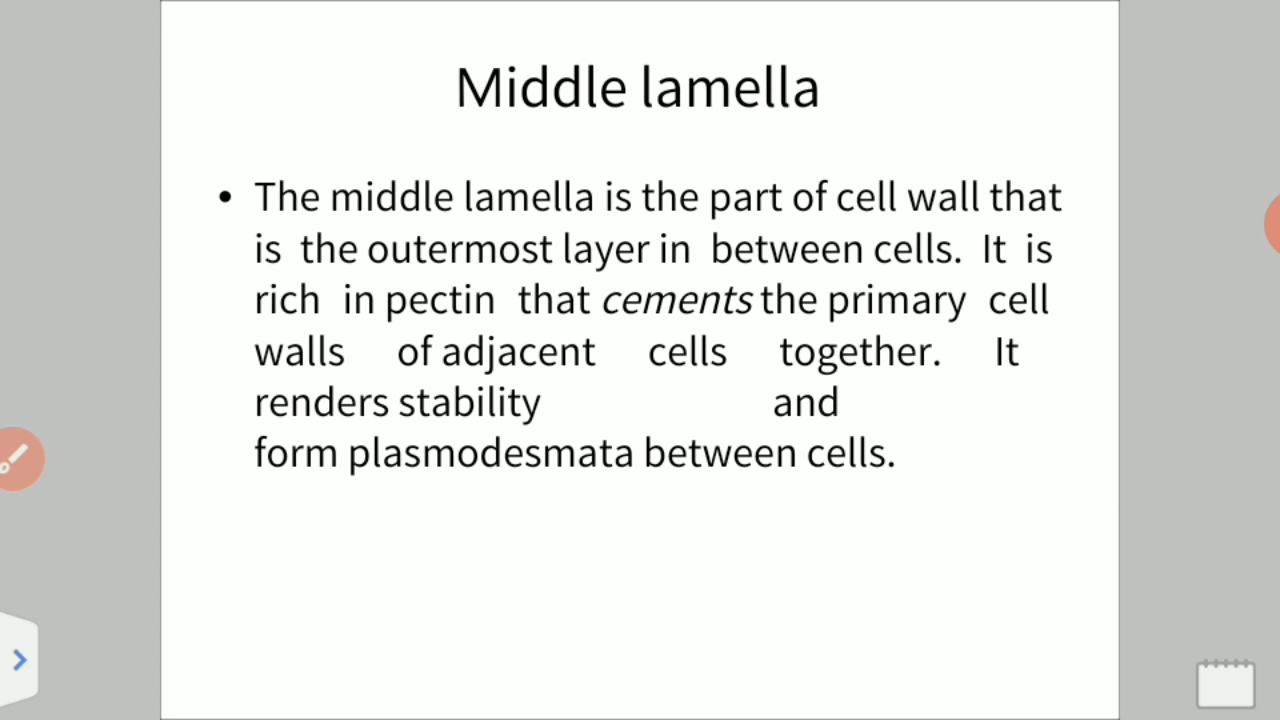 Middle lamella
• The middle lamella is the part of cell wall that
is the outermost layer in between cells. It is
rich in pectin that cements the primary cell
walls of adjacent cells together. It
renders stability and
form plasmodesmata between cells.